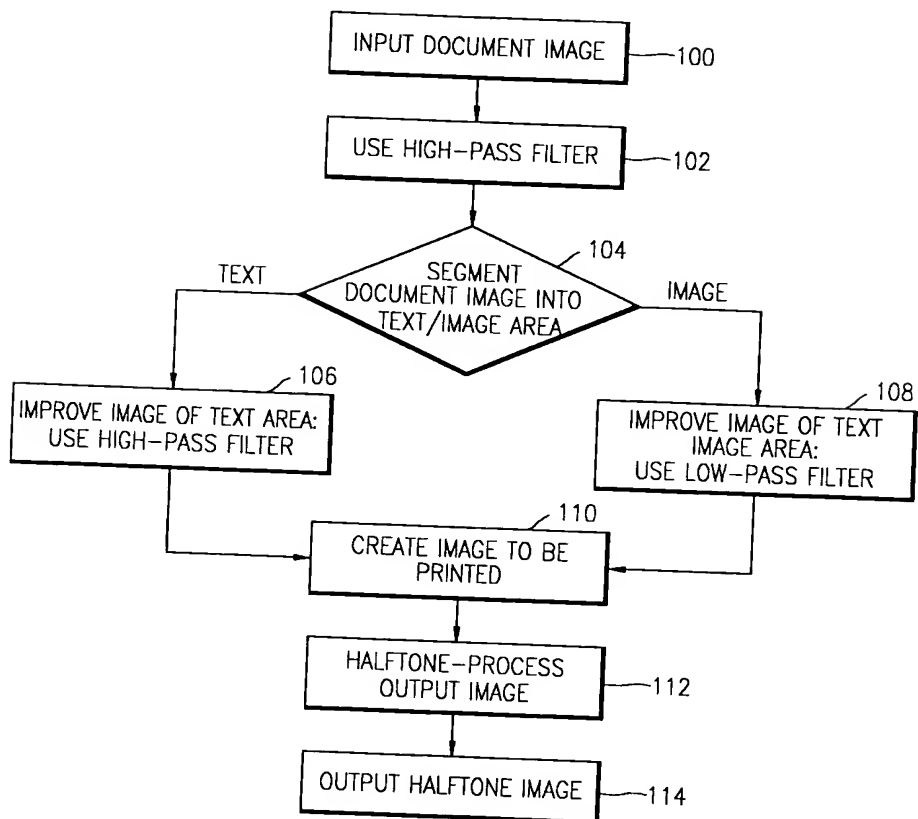 INPUT DOCUMENT IMAGE
100
USE HIGH-PASS FILTER
102
104
SEGMENT
DOCUMENT IMAGE INTO
TEXT/IMAGE AREA
TEXT
IMAGE
106
IMPROVE IMAGE OF TEXT AREA:
USE HIGH-PASS FILTER
108
IMPROVE IMAGE OF TEXT
IMAGE AREA:
USE LOW-PASS FILTER
110
CREATE IMAGE TO BE
PRINTED
HALFTONE-PROCESS
OUTPUT IMAGE
112
OUTPUT HALFTONE IMAGE
114